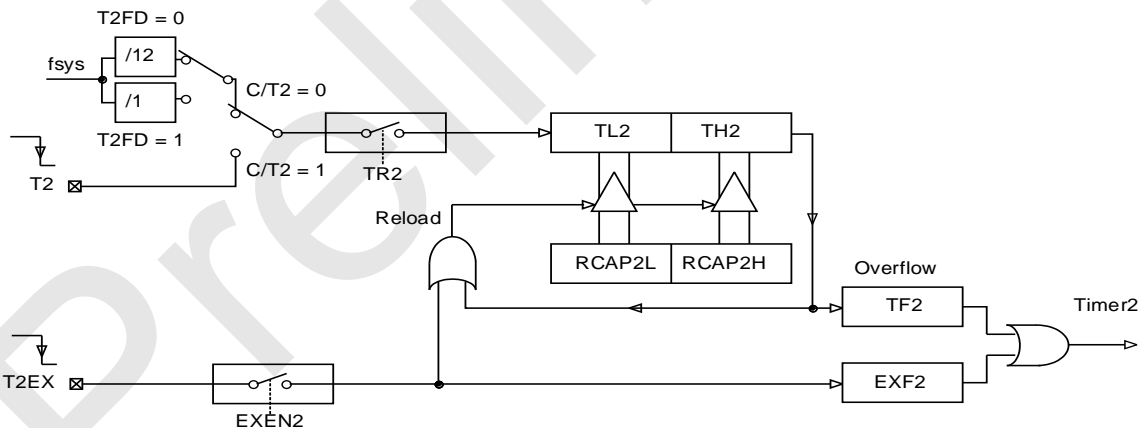 T2FD = 0
/12
fsys
C/T2 = 0
/1
T2FD = 1
TL2
TH2
C/T2 = 1
TR2
T2
Reload
RCAP2L
RCAP2H
Overflow
TF2
Timer2
T2EX
EXF2
EXEN2
Prelin